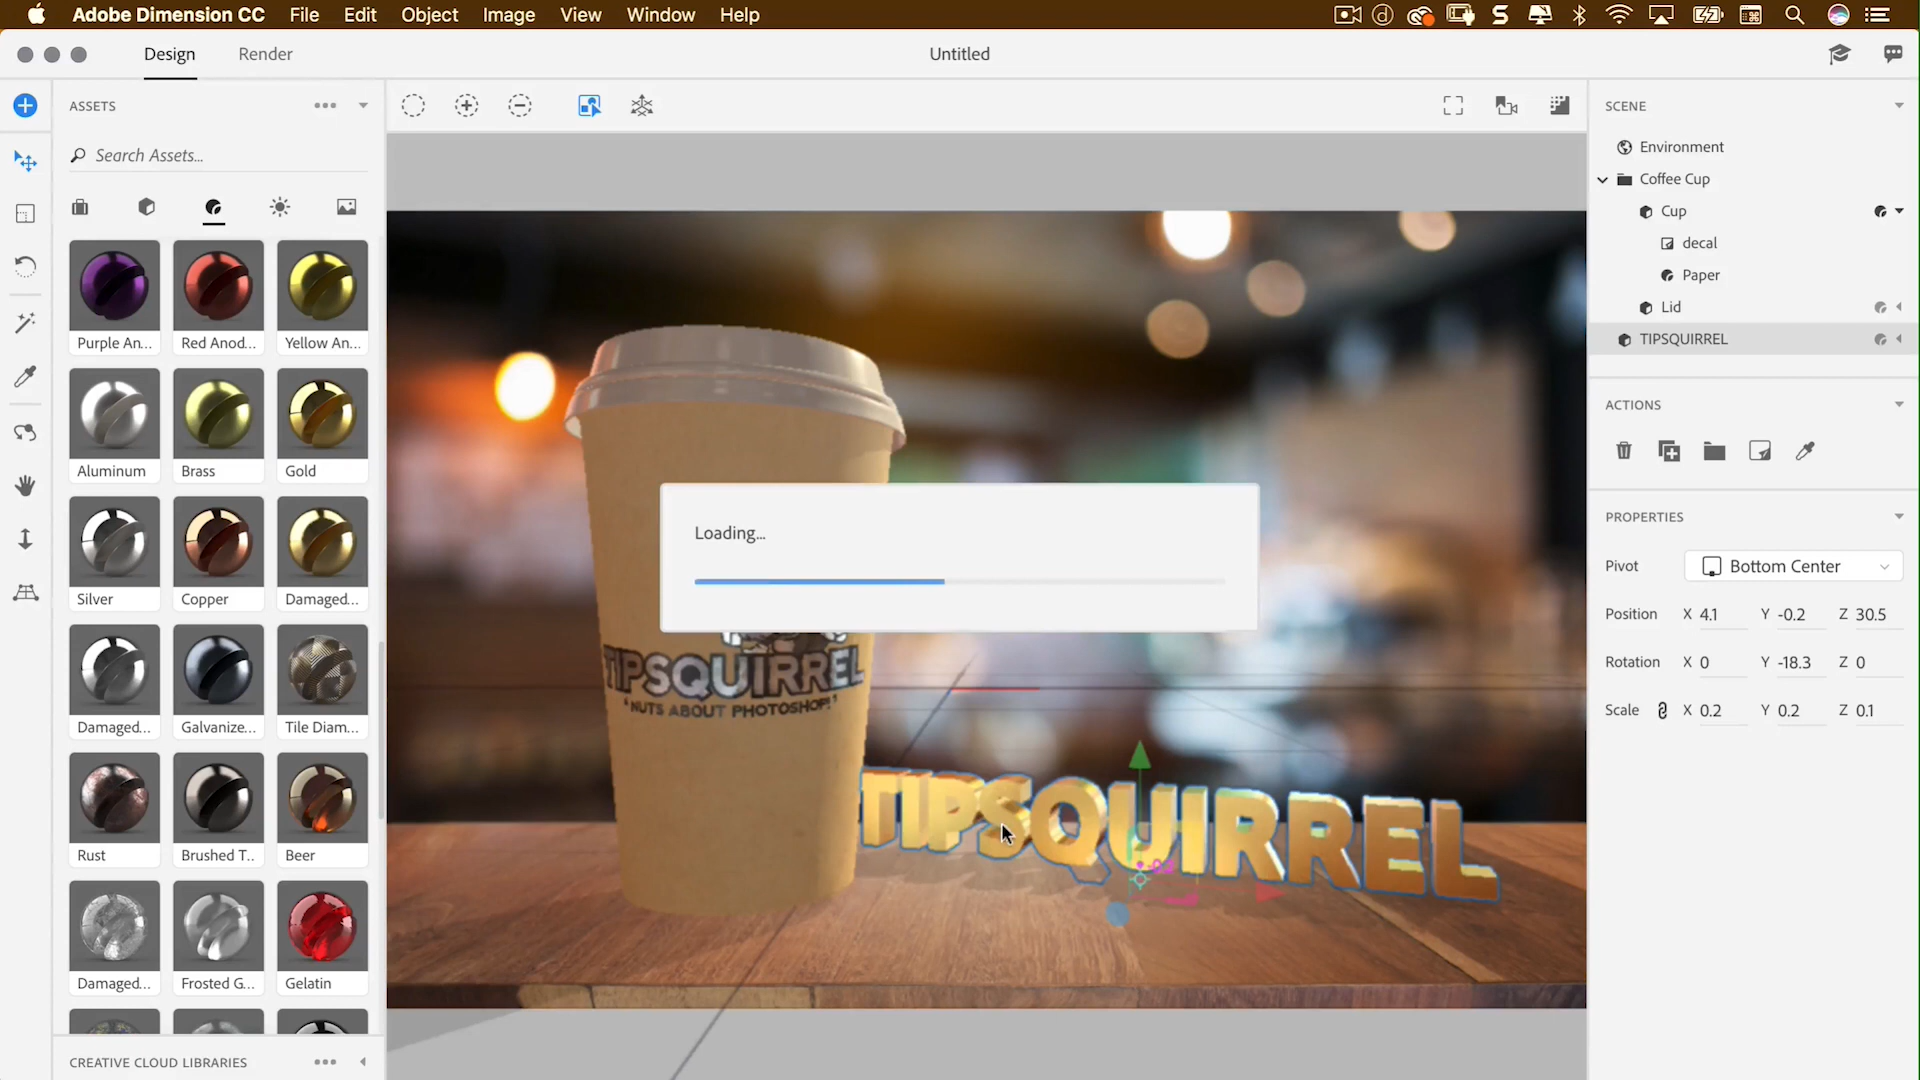 Adobe Dimension CC File Edit Object Image View Window Help
Design Render Untitled
ASSETS
Search Assets...
Purple An... Red Anod... Yellow An...
Aluminum Brass Gold
Silver Copper Damaged...
Damaged... Galvanize... Tile Diam...
Rust Brushed T... Beer
Damaged... Frosted G... Gelatin
CREATIVE CLOUD LIBRARIES
Loading...
TIPSQUIRREL
"NUTS ABOUT PHOTOSHOP!"
TIPSQUIRREL
SCENE
Environment
Coffee Cup
Cup
decal
Paper
Lid
TIPSQUIRREL
ACTIONS
PROPERTIES
Pivot Bottom Center
Position X 4.1 Y -0.2 Z 30.5
Rotation X 0 Y -18.3 Z 0
Scale X 0.2 Y 0.2 Z 0.1